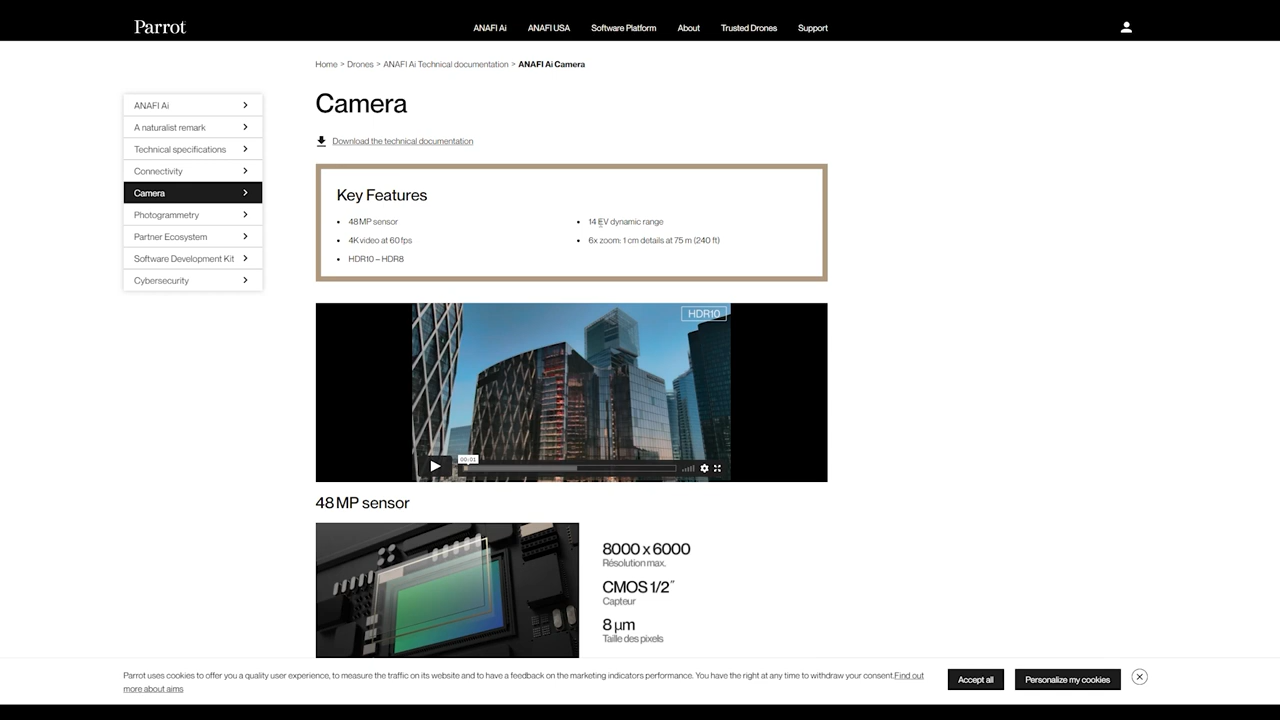 Parrot
ANAFI Ai
ANAFI USA
Software Platform
About
Trusted Drones
Support
Home > Drones > ANAFI Ai Technical documentation > ANAFI Ai Camera
ANAFI Ai
A naturalist remark
Technical specifications
Connectivity
Camera
Photogrammetry
Partner Ecosystem
Software Development Kit
Cybersecurity
Camera
Download the technical documentation
Key Features
• 48 MP sensor
• 4K video at 60 fps
• HDR10 – HDR8
• 14 EV dynamic range
• 6x zoom: 1 cm details at 75 m (240 ft)
HDR10
00:01
48 MP sensor
8000 x 6000
Résolution max.
CMOS 1/2″
Capteur
8 µm
Taille des pixels
Parrot uses cookies to offer you a quality user experience, to measure the traffic on its website and to have a feedback on the marketing indicators performance. You have the right at any time to withdraw your consent.Find out
more about aims
Accept all
Personalize my cookies